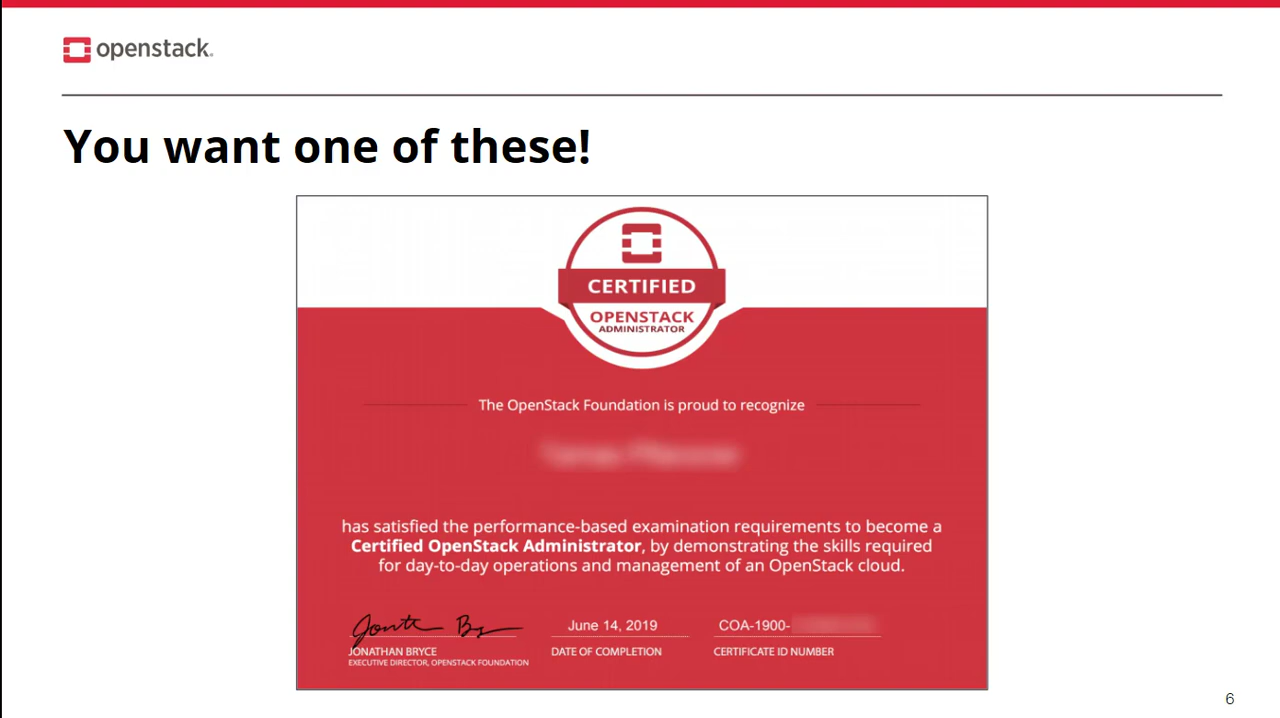 openstack.
You want one of these!
CERTIFIED
OPENSTACK
ADMINISTRATOR
The OpenStack Foundation is proud to recognize
has satisfied the performance-based examination requirements to become a
Certified OpenStack Administrator, by demonstrating the skills required
for day-to-day operations and management of an OpenStack cloud.
June 14, 2019 COA-1900-
JONATHAN BRYCE DATE OF COMPLETION CERTIFICATE ID NUMBER
EXECUTIVE DIRECTOR, OPENSTACK FOUNDATION
6